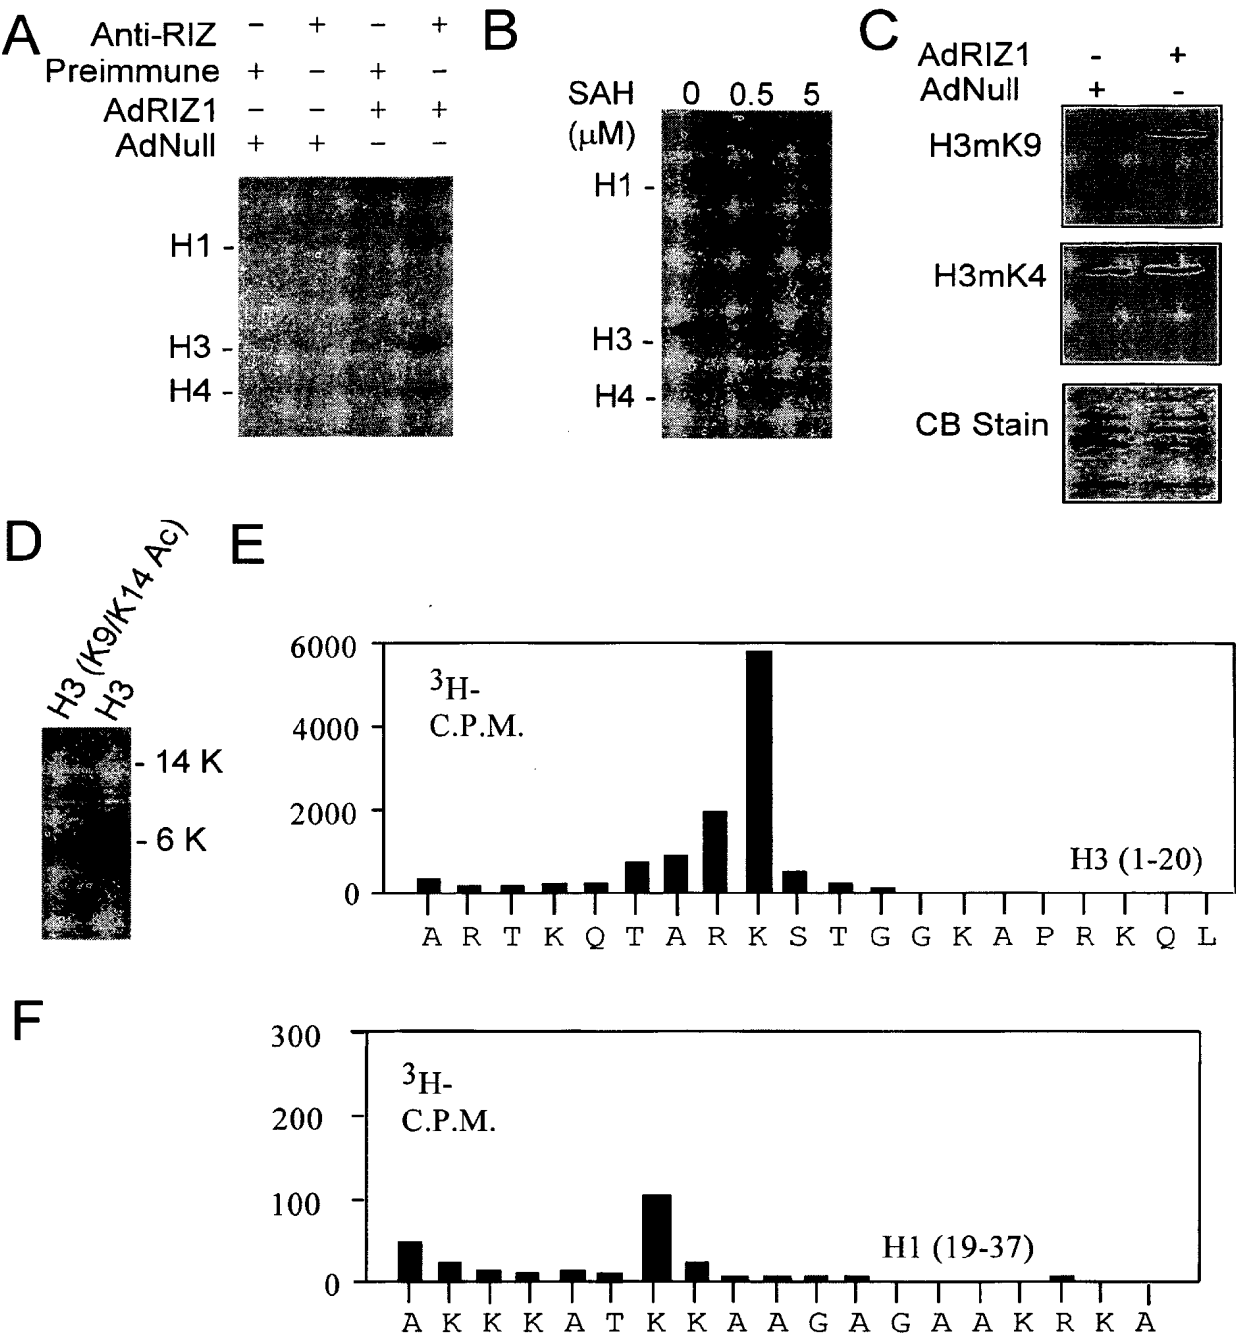 A
Anti-RIZ - + - +
Preimmune + - + -
AdRIZ1 - - + +
AdNull + + - -
H1 -
H3 -
H4 -
B
SAH 0 0.5 5
(μM)
H1 -
H3 -
H4 -
C
AdRIZ1 - +
AdNull + -
H3mK9
H3mK4
CB Stain
D
H3 (K9/K14 Ac)
H3
- 14 K
- 6 K
E
6000
4000
2000
0
3H-
C.P.M.
H3 (1-20)
A R T K Q T A R K S T G G K A P R K Q L
F
300
200
100
0
3H-
C.P.M.
H1 (19-37)
A K K K A T K K A A G A G A A K R K A